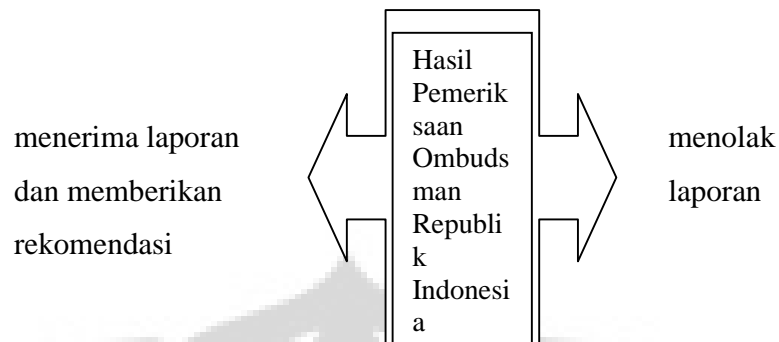 menerima laporan
dan memberikan
rekomendasi
Hasil
Pemerik
saan
Ombuds
man
Republi
k
Indonesi
a
menolak
laporan